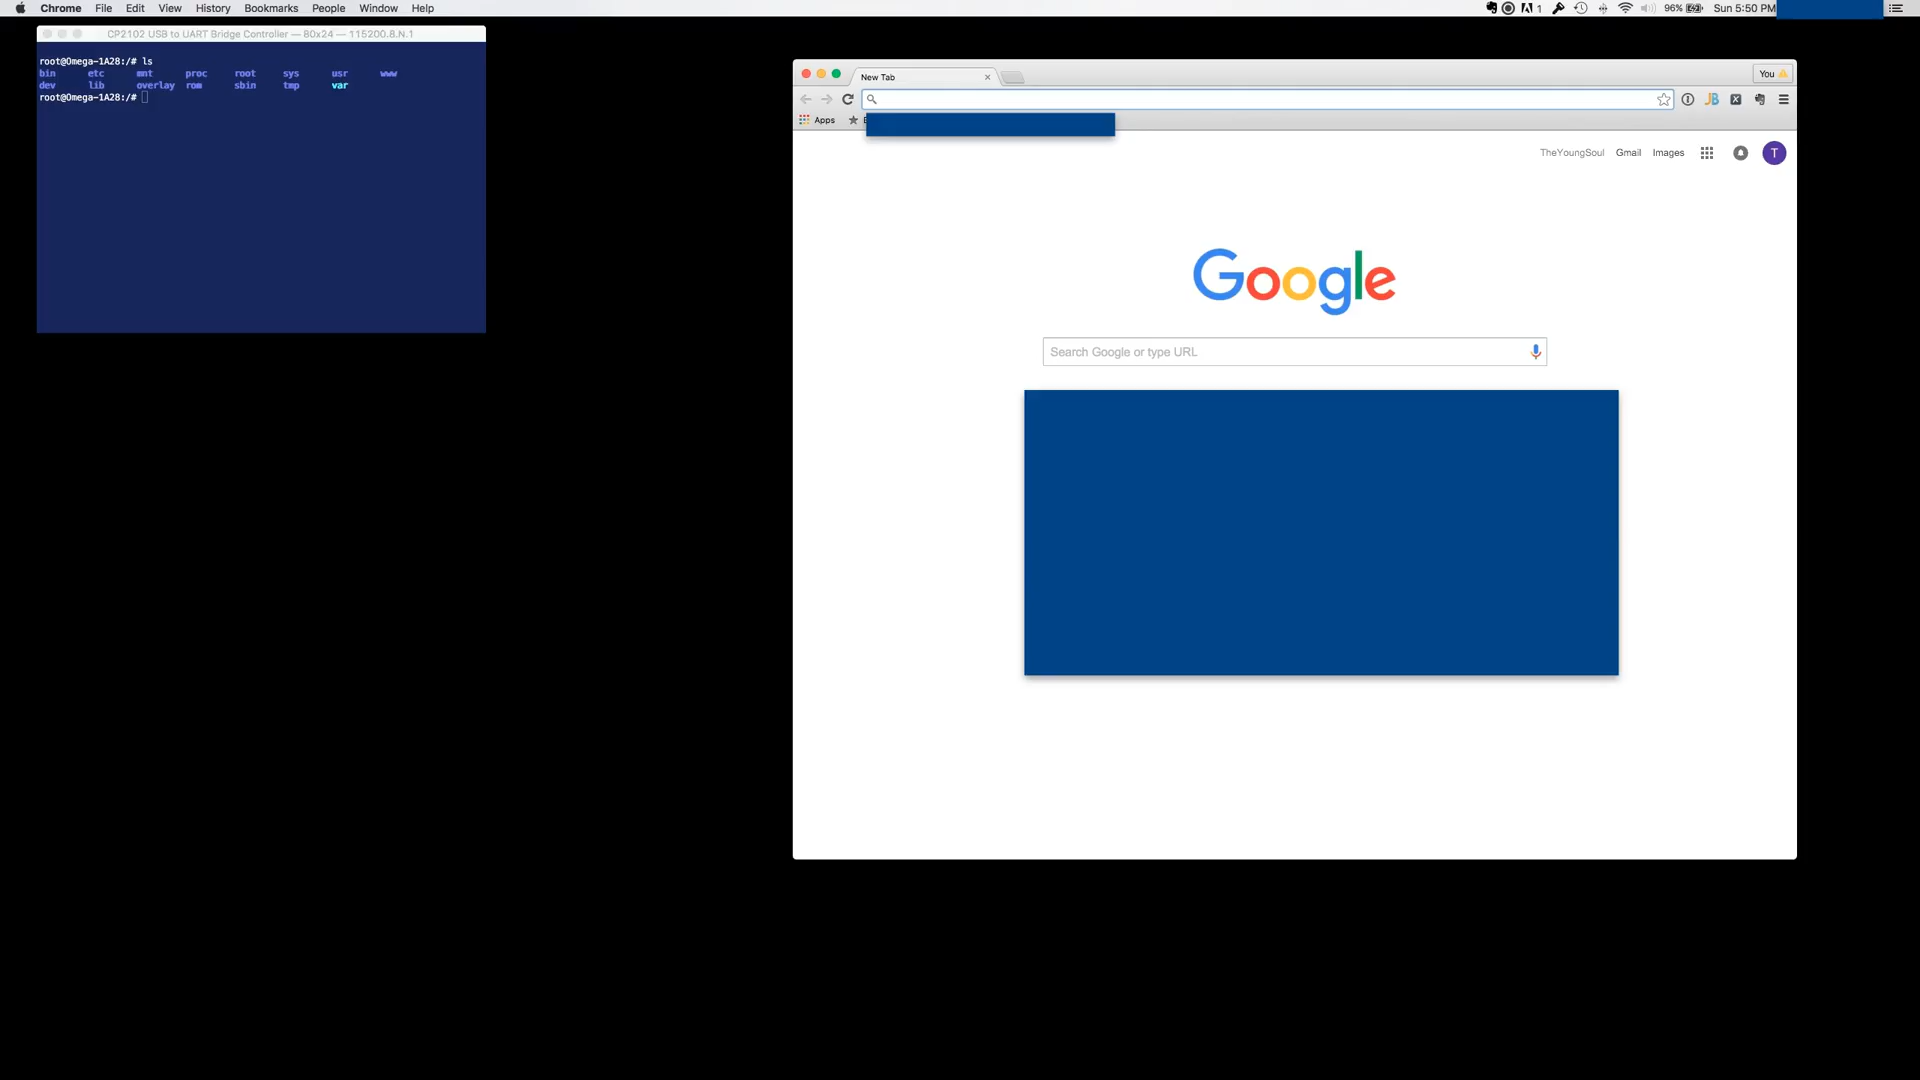 Chrome File Edit View History Bookmarks People Window Help
1 96% Sun 5:50 PM
CP2102 USB to UART Bridge Controller — 80x24 — 115200.8.N.1
root@Omega-1A28:/# ls
bin etc mnt proc root sys usr www
dev lib overlay rom sbin tmp var
root@Omega-1A28:/#
New Tab
You
Apps
TheYoungSoul Gmail Images T
Google
Search Google or type URL